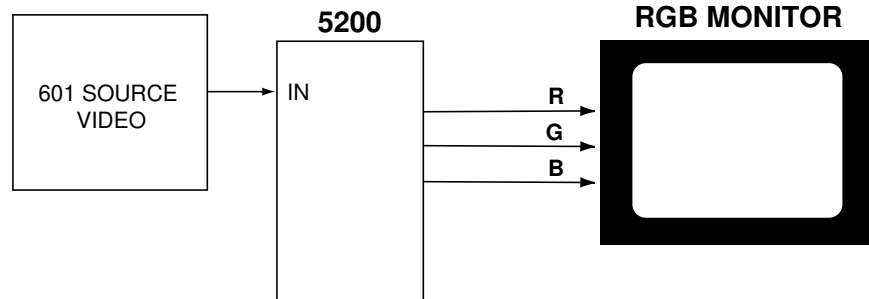 5200
RGB MONITOR
601 SOURCE
VIDEO
IN
R
G
B